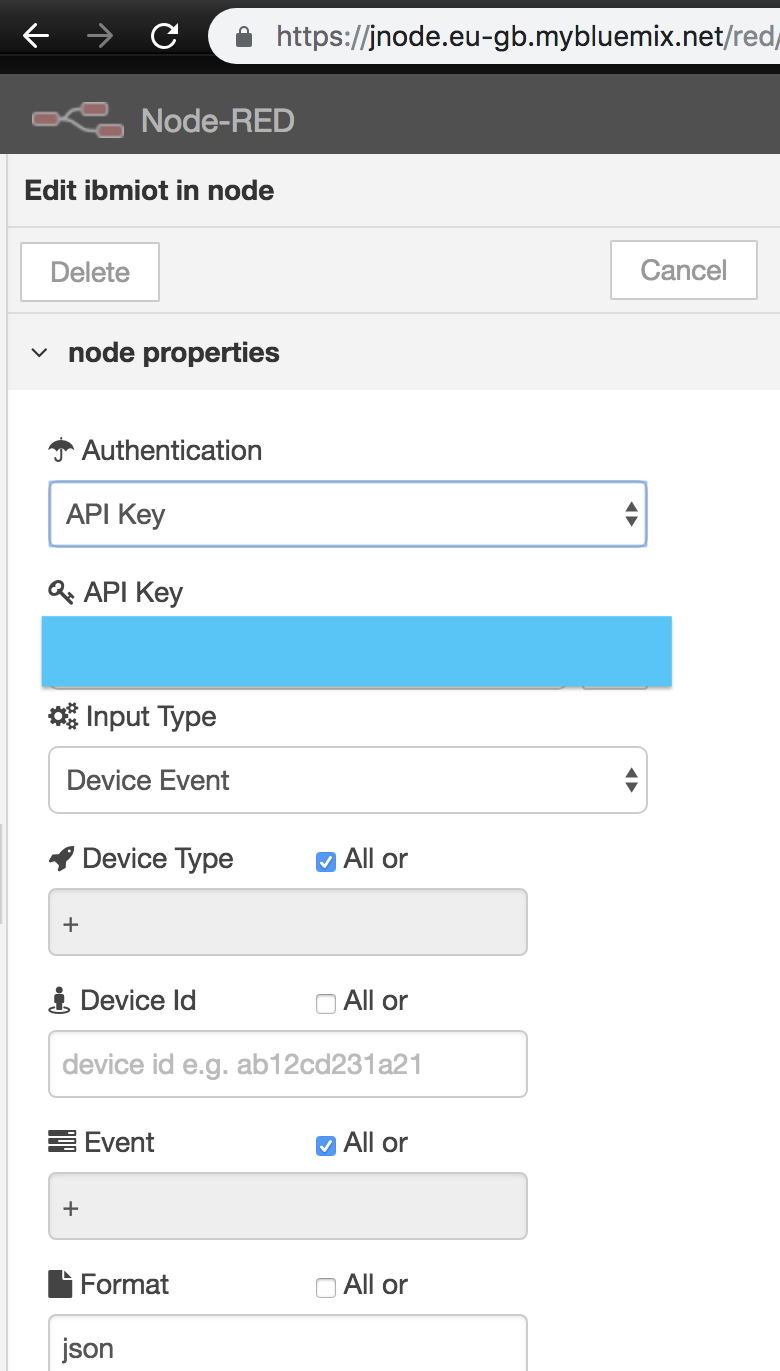 https://jnode.eu-gb.mybluemix.net/red/
Node-RED
Edit ibmiot in node
Delete Cancel
node properties
Authentication
API Key
API Key
Input Type
Device Event
Device Type All or
+
Device Id All or
device id e.g. ab12cd231a21
Event All or
+
Format All or
json